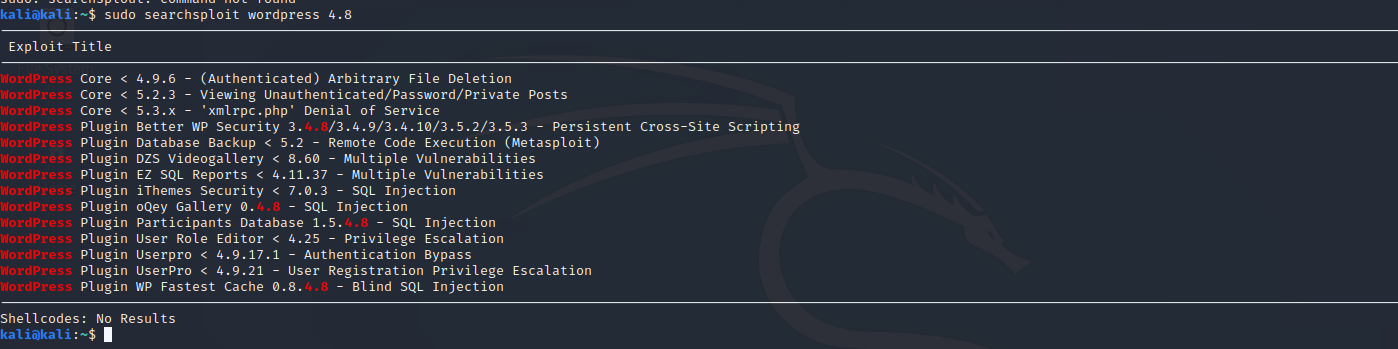 sudo: searchsplout: command not found
kali@kali:~$ sudo searchsploit wordpress 4.8
Exploit Title
WordPress Core < 4.9.6 - (Authenticated) Arbitrary File Deletion
WordPress Core < 5.2.3 - Viewing Unauthenticated/Password/Private Posts
WordPress Core < 5.3.x - 'xmlrpc.php' Denial of Service
WordPress Plugin Better WP Security 3.4.8/3.4.9/3.4.10/3.5.2/3.5.3 - Persistent Cross-Site Scripting
WordPress Plugin Database Backup < 5.2 - Remote Code Execution (Metasploit)
WordPress Plugin DZS Videogallery < 8.60 - Multiple Vulnerabilities
WordPress Plugin EZ SQL Reports < 4.11.37 - Multiple Vulnerabilities
WordPress Plugin iThemes Security < 7.0.3 - SQL Injection
WordPress Plugin oQey Gallery 0.4.8 - SQL Injection
WordPress Plugin Participants Database 1.5.4.8 - SQL Injection
WordPress Plugin User Role Editor < 4.25 - Privilege Escalation
WordPress Plugin Userpro < 4.9.17.1 - Authentication Bypass
WordPress Plugin UserPro < 4.9.21 - User Registration Privilege Escalation
WordPress Plugin WP Fastest Cache 0.8.4.8 - Blind SQL Injection
Shellcodes: No Results
kali@kali:~$